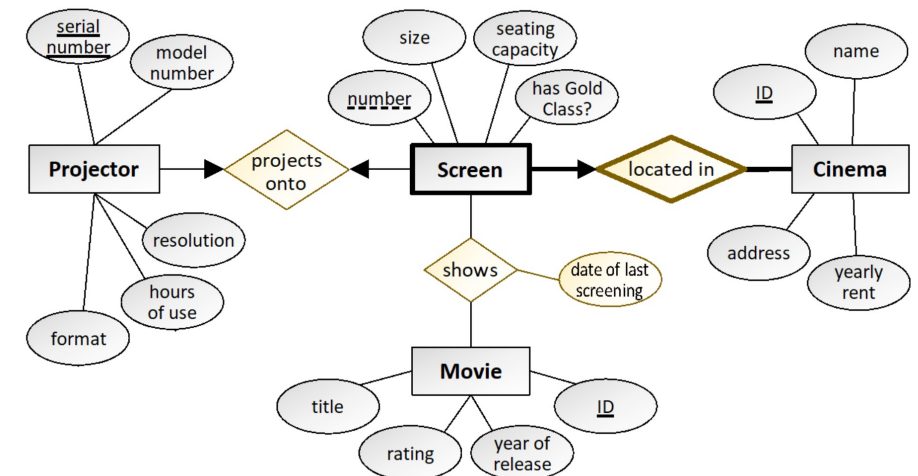 serial
number
model
number
size
seating
capacity
number
has Gold
Class?
ID
name
Projector
projects
onto
Screen
located in
Cinema
resolution
hours
of use
format
shows
date of last
screening
address
yearly
rent
Movie
title
rating
year of
release
ID